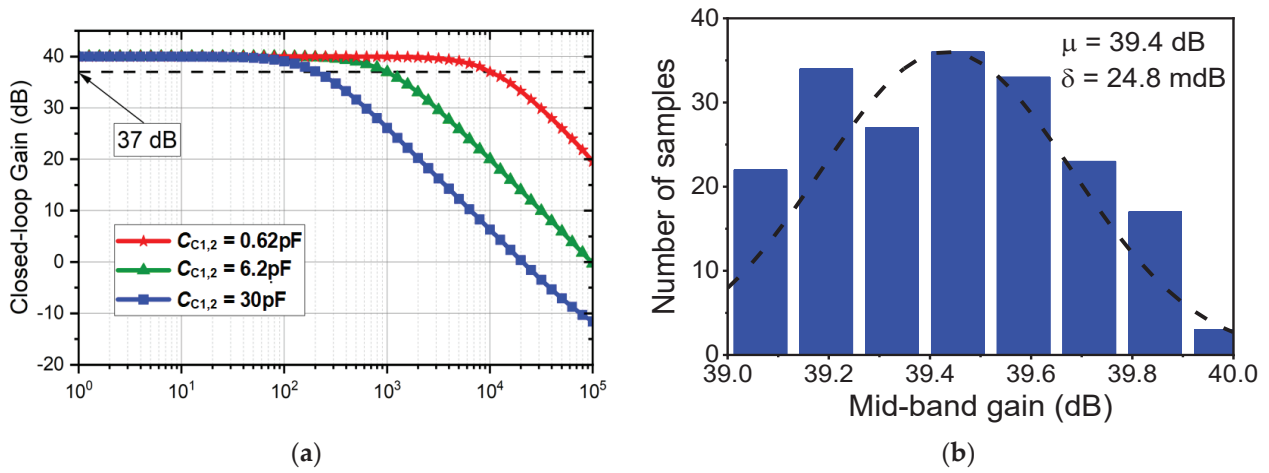 Closed-loop Gain (dB)
40
30
20
10
0
-10
-20
37 dB
C_C1,2 = 0.62pF
C_C1,2 = 6.2pF
C_C1,2 = 30pF
10^0 10^1 10^2 10^3 10^4 10^5
(a)
Number of samples
40
30
20
10
0
μ = 39.4 dB
δ = 24.8 mdB
39.0 39.2 39.4 39.6 39.8 40.0
Mid-band gain (dB)
(b)